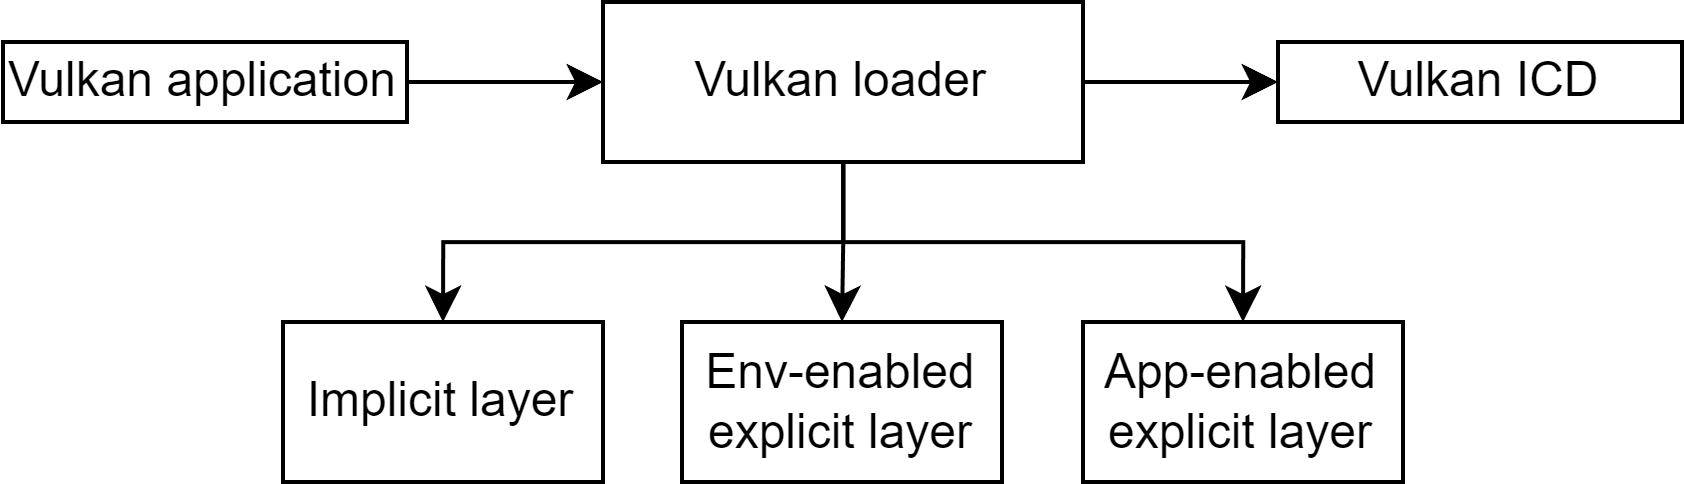 Vulkan application
Vulkan loader
Vulkan ICD
Implicit layer
Env-enabled
explicit layer
App-enabled
explicit layer